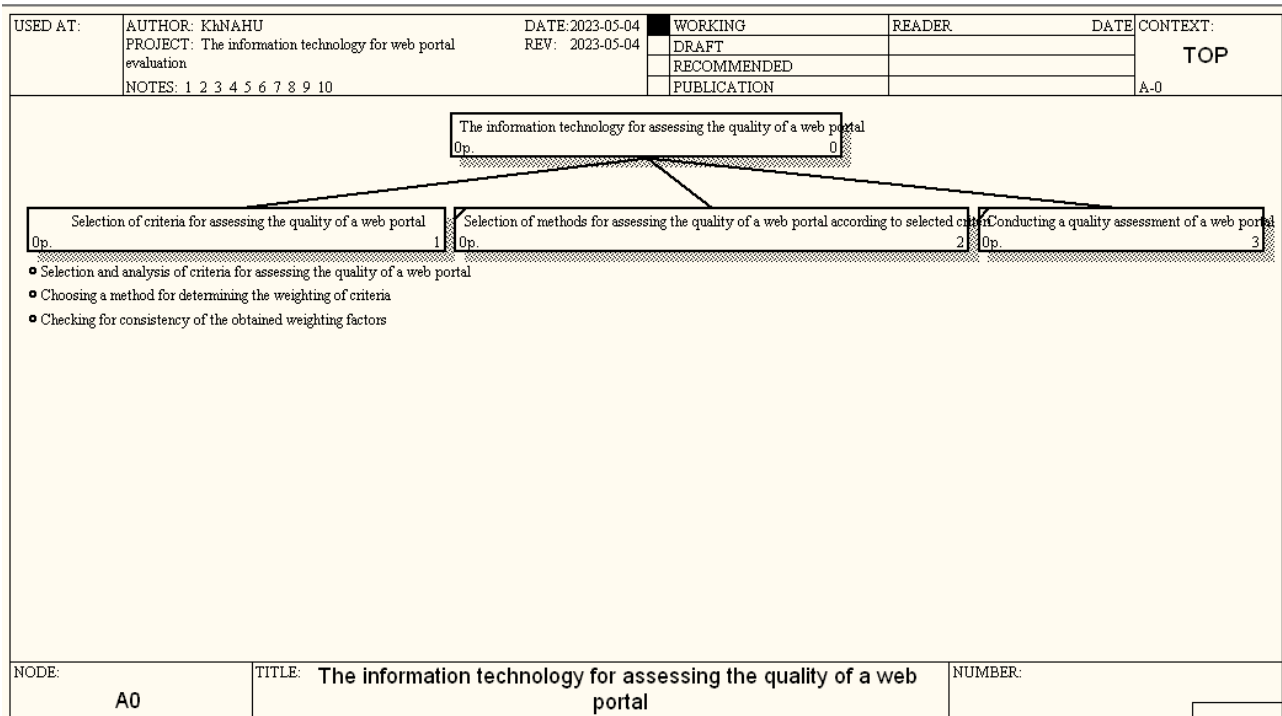 USED AT:
AUTHOR: KhNAHU
DATE:2023-05-04
PROJECT: The information technology for web portal
REV: 2023-05-04
evaluation
NOTES: 1 2 3 4 5 6 7 8 9 10
WORKING
DRAFT
RECOMMENDED
PUBLICATION
READER
DATE
CONTEXT:
TOP
A-0
The information technology for assessing the quality of a web portal
0p. 0
Selection of criteria for assessing the quality of a web portal
0p. 1
Selection of methods for assessing the quality of a web portal according to selected
0p. 2
Conducting a quality assessment of a web portal
0p. 3
Selection and analysis of criteria for assessing the quality of a web portal
Choosing a method for determining the weighting of criteria
Checking for consistency of the obtained weighting factors
NODE:
A0
TITLE:
The information technology for assessing the quality of a web
portal
NUMBER: